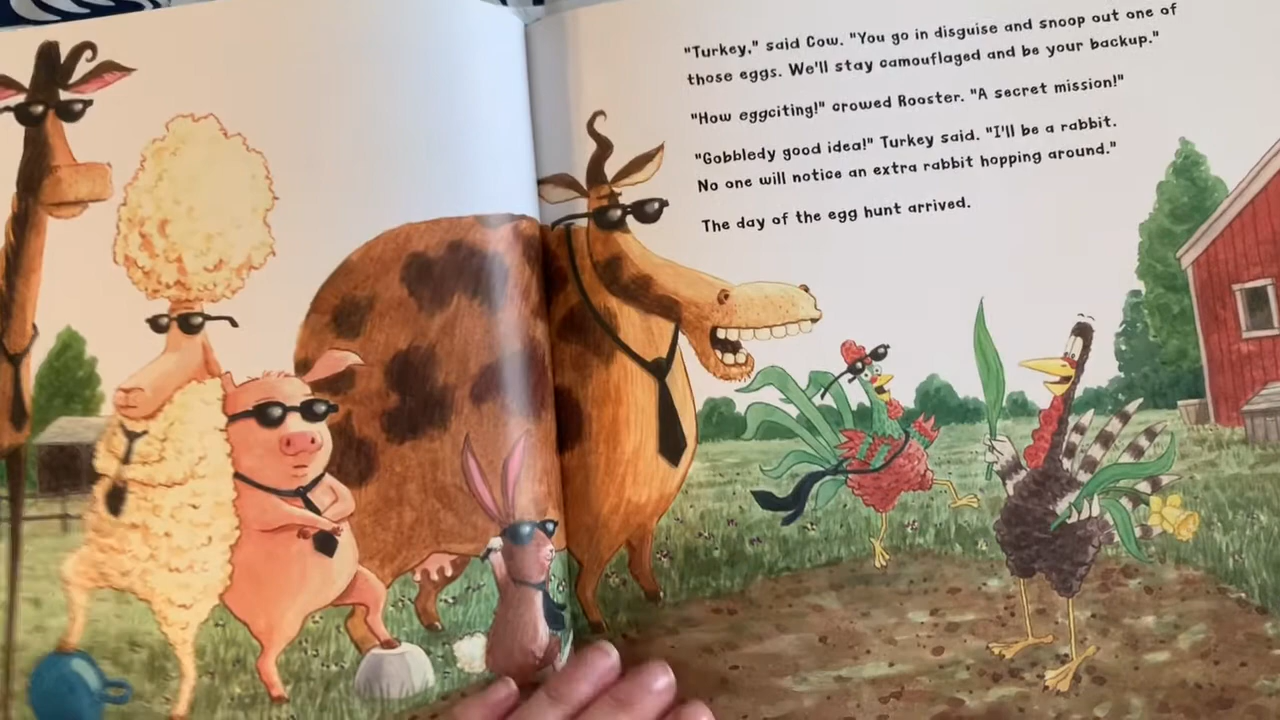 "Turkey," said Cow. "You go in disguise and snoop out one of
those eggs. We'll stay camouflaged and be your backup."
"How eggciting!" crowed Rooster. "A secret mission!"
"Gobbledy good idea!" Turkey said. "I'll be a rabbit.
No one will notice an extra rabbit hopping around."
The day of the egg hunt arrived.